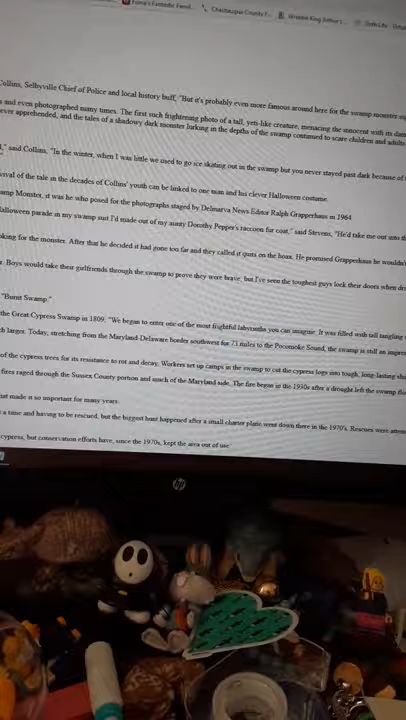 Chautauqua County F...
Collins, Selbyville Chief of Police and local history buff, "But it's probably even more famous around here for the swamp monster
s and even photographed many times. The first such frightening photo of a tall, yeti-like creature, menacing the innocent with its
ever apprehended, and the tales of a shadowy dark monster lurking in the depths of the swamp continued to scare children and adults
," said Collins, "In the winter, when I was little we used to go ice skating out in the swamp but you never stayed past dark because of
vival of the tale in the decades of Collins' youth can be linked to one man and his clever Halloween costume.
amp Monster, it was he who posed for the photographs staged by Delmarva News Editor Ralph Grapperhaus in 1964
Halloween parade in my swamp suit I'd made out of my aunty Dorothy Pepper's raccoon fur coat," said Stevens, "He'd take me out into
king for the monster. After that he decided it had gone too far and they called it quits on the hoax. He promised Grapperhaus he wouldn't
. Boys would take their girlfriends through the swamp to prove they were brave, but I've seen the toughest guys lock their doors when
"Burnt Swamp."
the Great Cypress Swamp in 1809. "We began to enter one of the most frightful labyrinths you can imagine. It was filled with tall tangling
h larger. Today, stretching from the Maryland-Delaware border southwest for 73 miles to the Pocomoke Sound, the swamp is still an
of the cypress trees for its resistance to rot and decay. Workers set up camps in the swamp to cut the cypress logs into tough, long-lasting
fires raged through the Sussex County portion and much of the Maryland side. The fire began in the 1930s after a drought left the swamp
at made it so important for many years.
a time and having to be rescued, but the biggest hunt happened after a small charter plane went down there in the 1970's. Rescues were
cypress, but conservation efforts have, since the 1970s, kept the area out of use.
hp